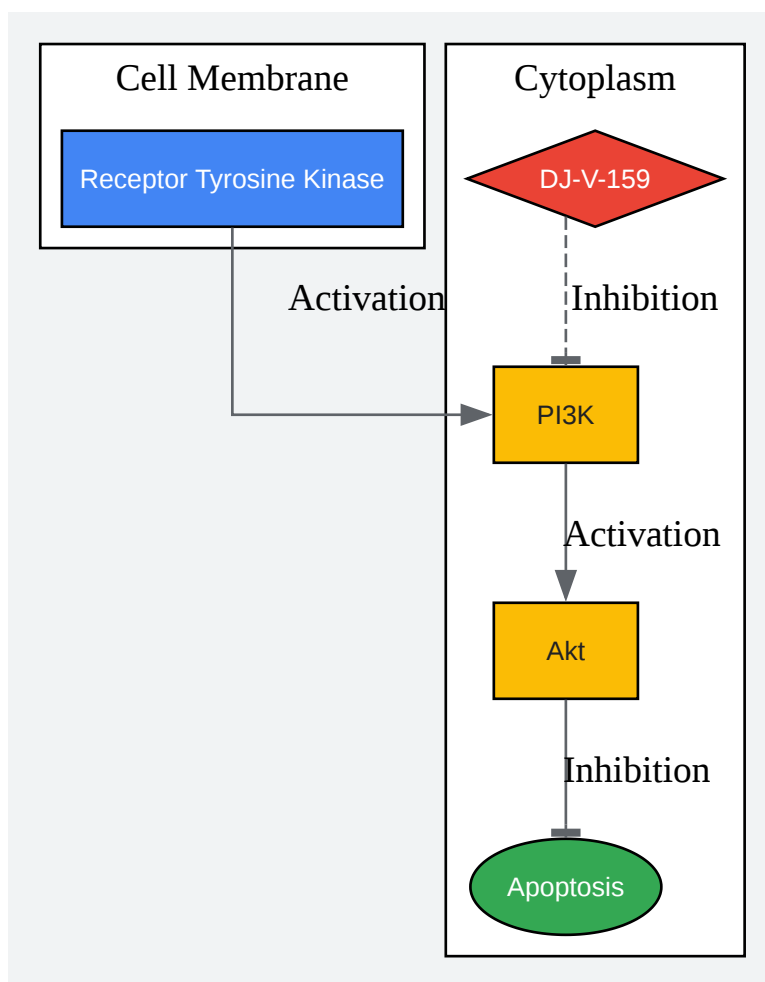 Cell Membrane
Receptor Tyrosine Kinase
Cytoplasm
DJ-V-159
Activation
Inhibition
PI3K
Activation
Akt
Inhibition
Apoptosis